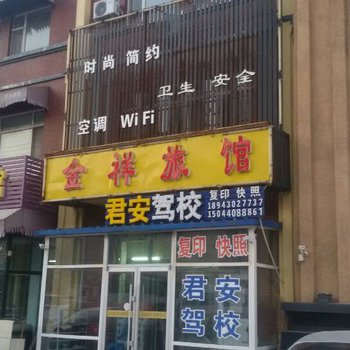 时尚 简约
卫生 安全
空调 WiFi
金祥旅馆
君安驾校
复印 快照
18943027737
15044088861
复印 快照
君安
驾校